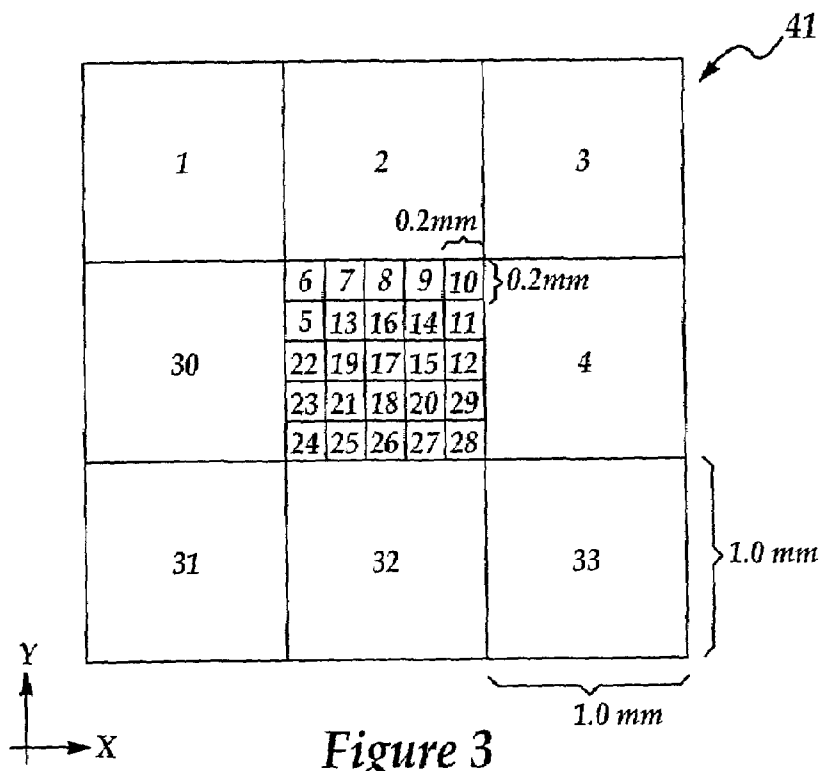 41
1 2 3
0.2mm
6 7 8 9 10 0.2mm
5 13 16 14 11
30 22 19 17 15 12 4
23 21 18 20 29
24 25 26 27 28
31 32 33 1.0 mm
Y
1.0 mm
X
Figure 3